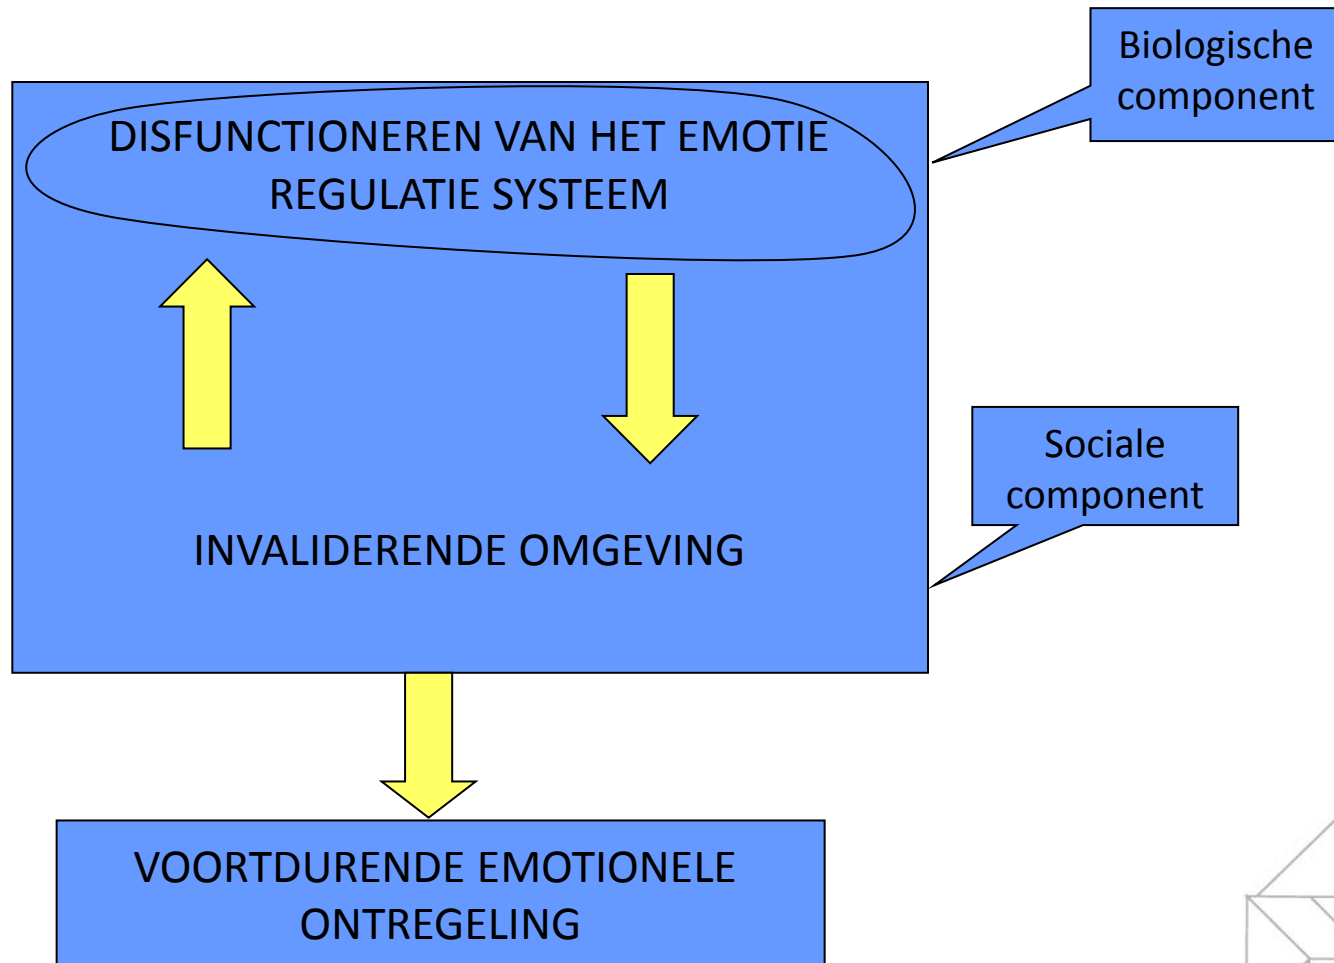 Biologische
component
DISFUNCTIONEREN VAN HET EMOTIE
REGULATIE SYSTEEM
Sociale
component
INVALIDERENDE OMGEVING
VOORTDURENDE EMOTIONELE
ONTREGELING